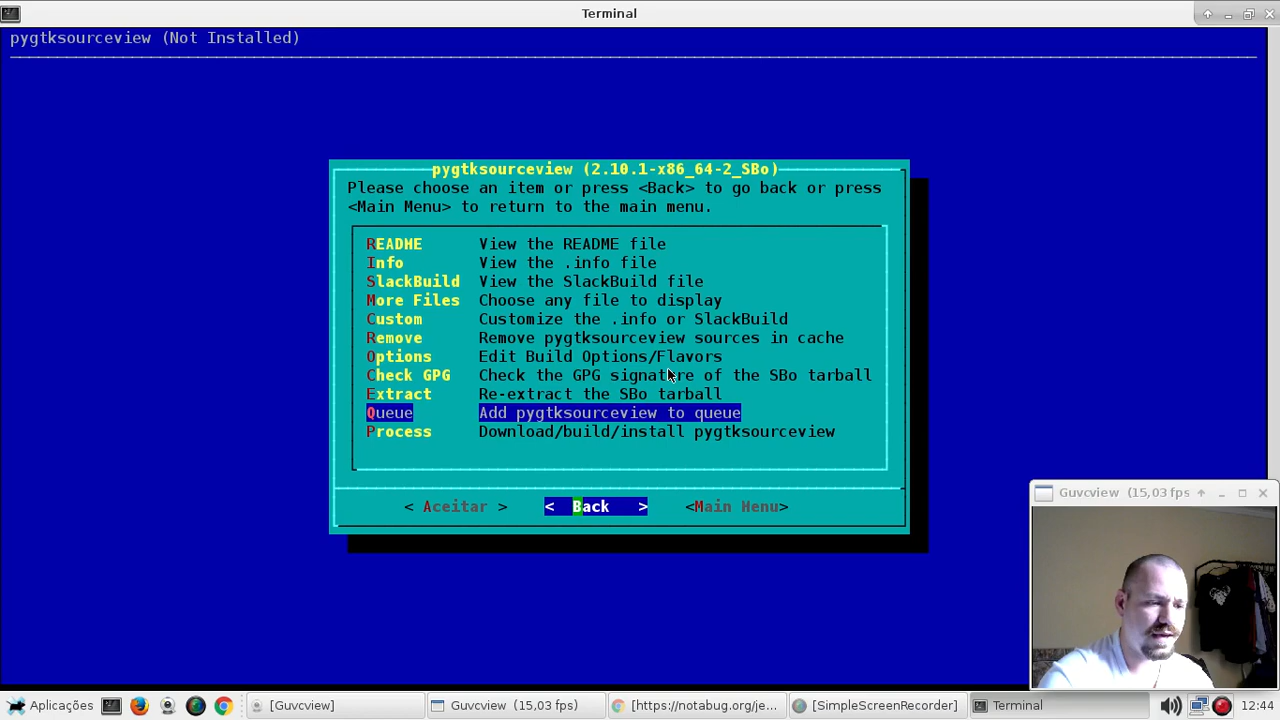 Terminal
pygtksourceview (Not Installed)
pygtksourceview (2.10.1-x86_64-2_SBo)
Please choose an item or press <Back> to go back or press
<Main Menu> to return to the main menu.
README View the README file
Info View the .info file
SlackBuild View the SlackBuild file
More Files Choose any file to display
Custom Customize the .info or SlackBuild
Remove Remove pygtksourceview sources in cache
Options Edit Build Options/Flavors
Check GPG Check the GPG signature of the SBo tarball
Extract Re-extract the SBo tarball
Queue Add pygtksourceview to queue
Process Download/build/install pygtksourceview
< Aceitar > < Back > <Main Menu>
Guvcview (15,03 fps
Aplicações [Guvcview] Guvcview (15,03 fps) [https://notabug.org/js... [SimpleScreenRecorder] Terminal 12:44